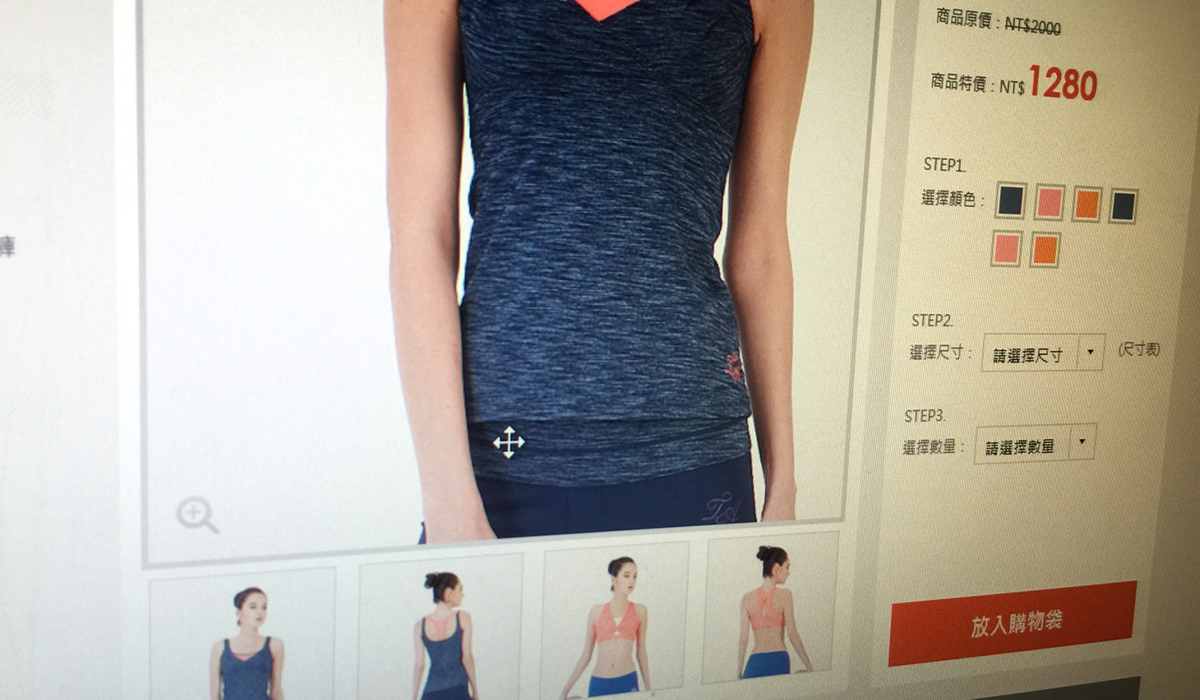 商品原價：NT$2000
商品特價：NT$1280
STEP1.
選擇顏色：
STEP2.
選擇尺寸：
請選擇尺寸
(尺寸表)
STEP3.
選擇數量：
請選擇數量
放入購物袋
褲